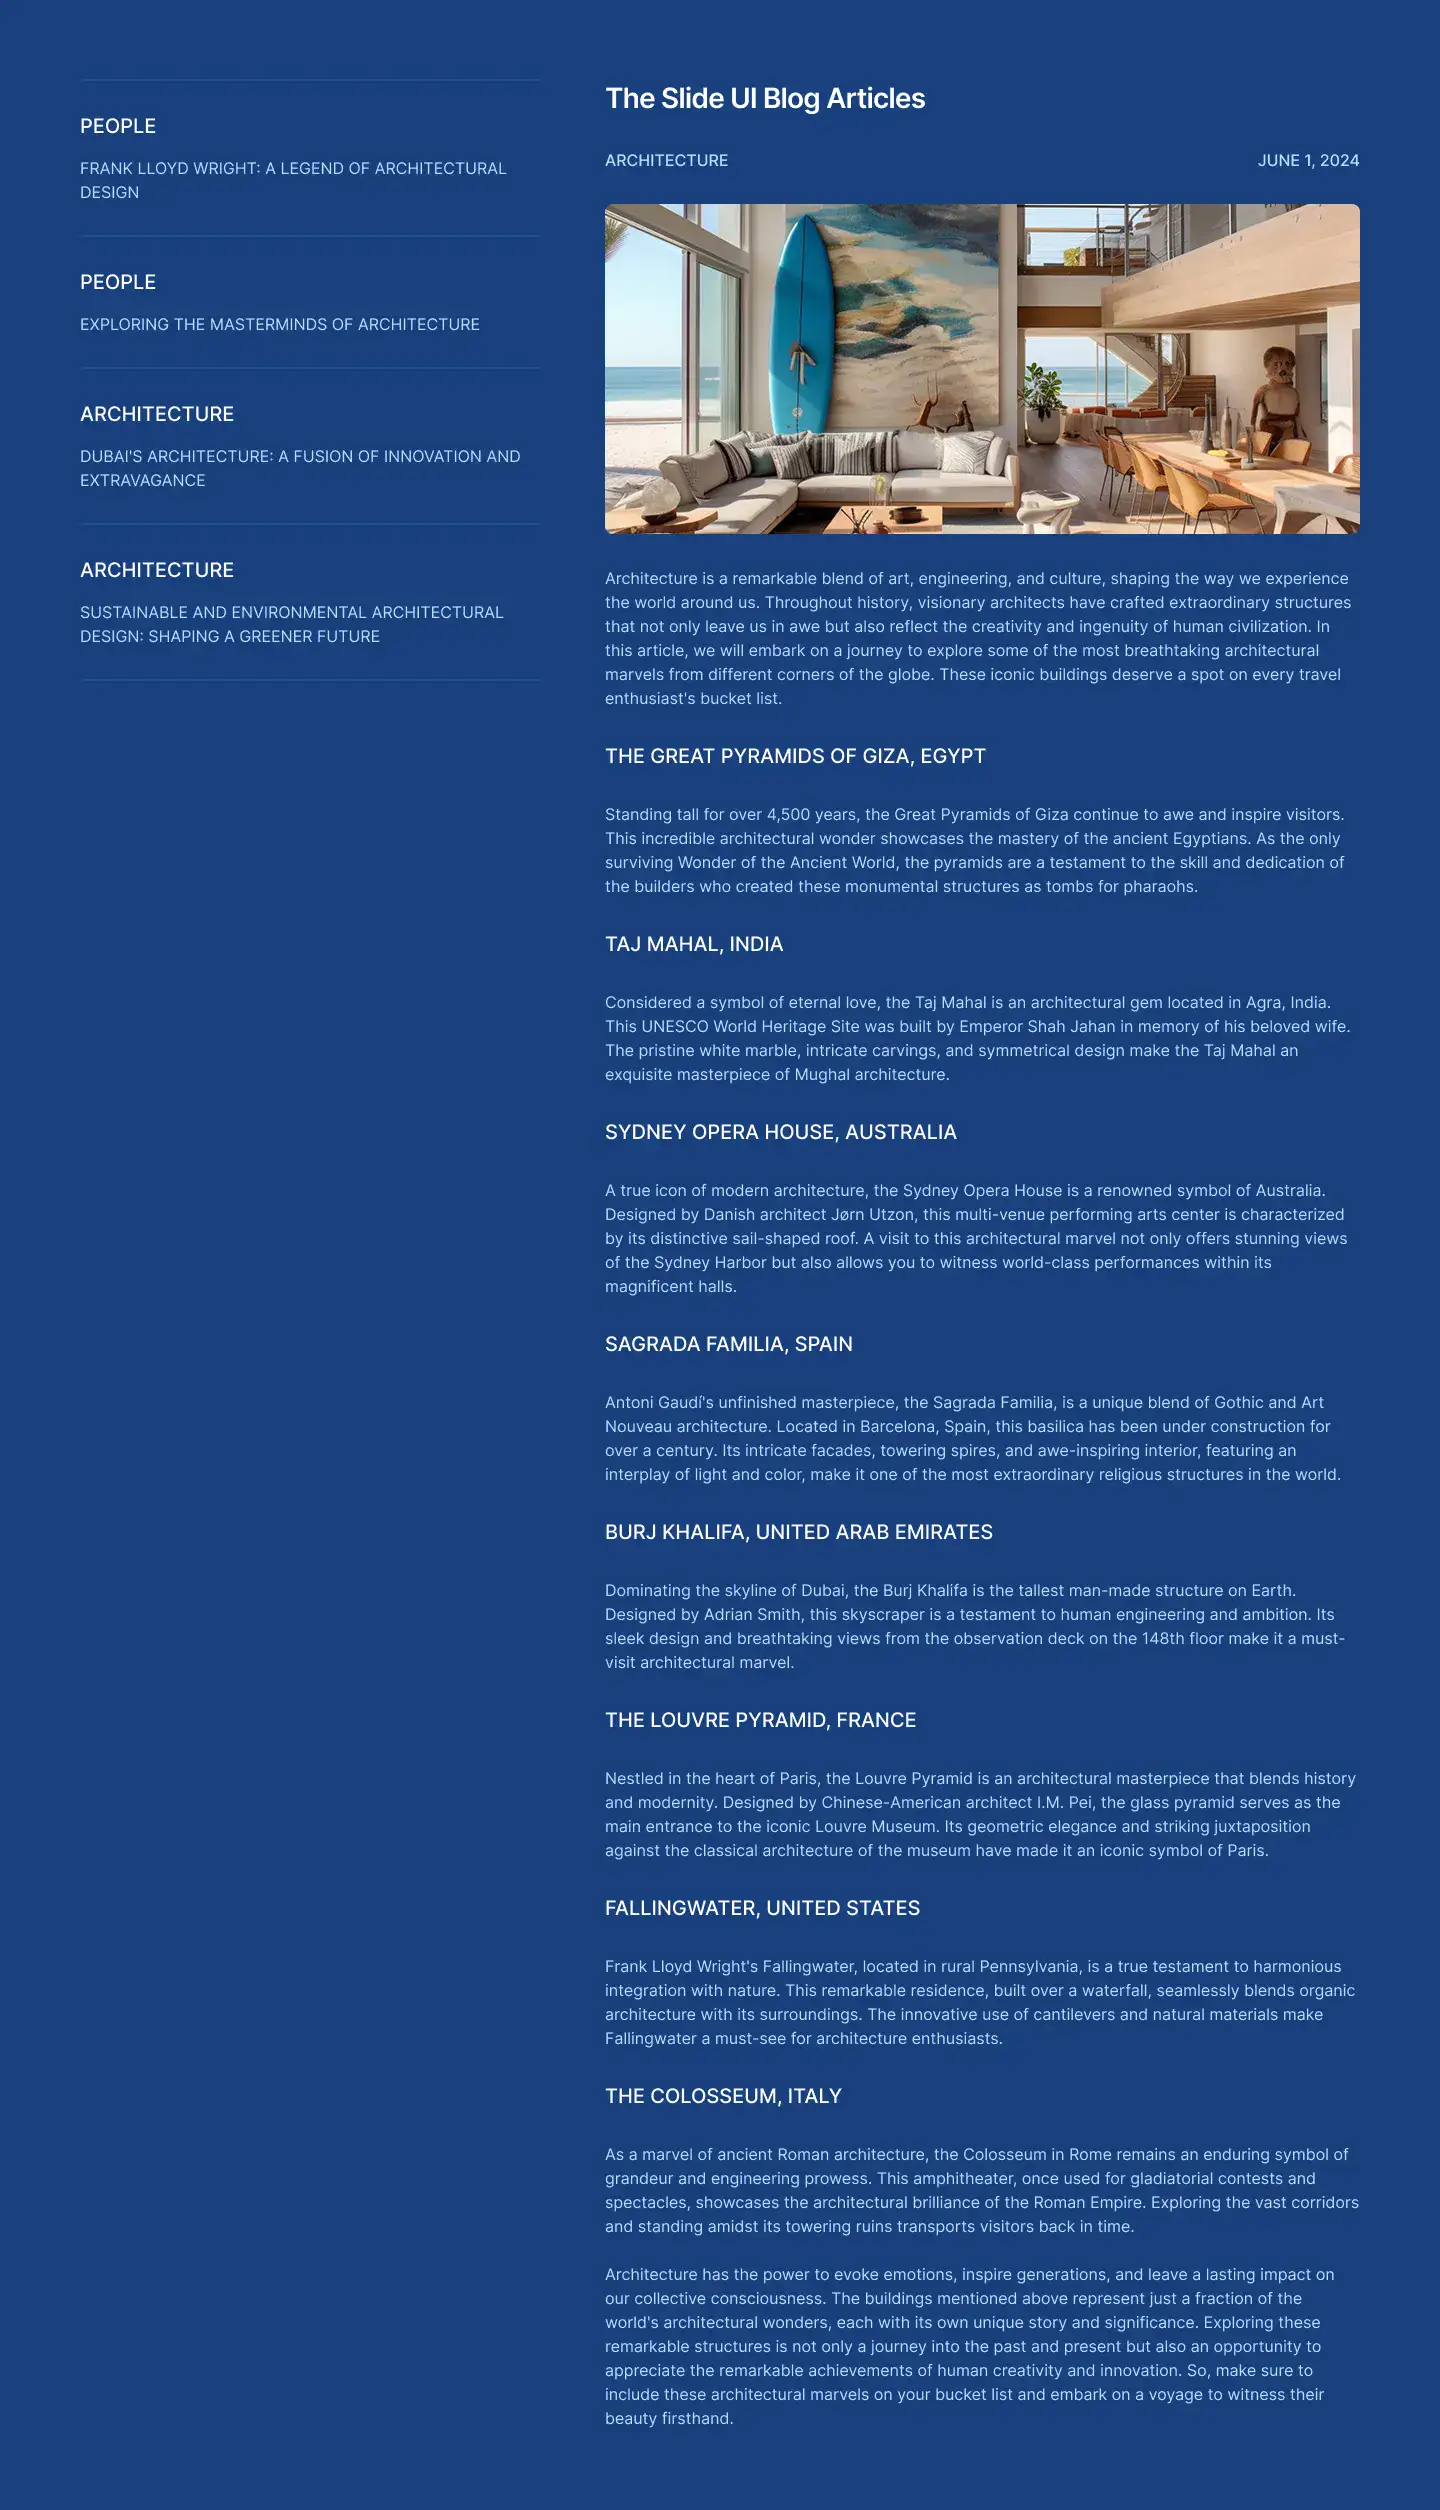 PEOPLE
FRANK LLOYD WRIGHT: A LEGEND OF ARCHITECTURAL
DESIGN
PEOPLE
EXPLORING THE MASTERMINDS OF ARCHITECTURE
ARCHITECTURE
DUBAI'S ARCHITECTURE: A FUSION OF INNOVATION AND
EXTRAVAGANCE
ARCHITECTURE
SUSTAINABLE AND ENVIRONMENTAL ARCHITECTURAL
DESIGN: SHAPING A GREENER FUTURE
The Slide UI Blog Articles
ARCHITECTURE
JUNE 1, 2024
Architecture is a remarkable blend of art, engineering, and culture, shaping the way we experience
the world around us. Throughout history, visionary architects have crafted extraordinary structures
that not only leave us in awe but also reflect the creativity and ingenuity of human civilization. In
this article, we will embark on a journey to explore some of the most breathtaking architectural
marvels from different corners of the globe. These iconic buildings deserve a spot on every travel
enthusiast's bucket list.
THE GREAT PYRAMIDS OF GIZA, EGYPT
Standing tall for over 4,500 years, the Great Pyramids of Giza continue to awe and inspire visitors.
This incredible architectural wonder showcases the mastery of the ancient Egyptians. As the only
surviving Wonder of the Ancient World, the pyramids are a testament to the skill and dedication of
the builders who created these monumental structures as tombs for pharaohs.
TAJ MAHAL, INDIA
Considered a symbol of eternal love, the Taj Mahal is an architectural gem located in Agra, India.
This UNESCO World Heritage Site was built by Emperor Shah Jahan in memory of his beloved wife.
The pristine white marble, intricate carvings, and symmetrical design make the Taj Mahal an
exquisite masterpiece of Mughal architecture.
SYDNEY OPERA HOUSE, AUSTRALIA
A true icon of modern architecture, the Sydney Opera House is a renowned symbol of Australia.
Designed by Danish architect Jørn Utzon, this multi-venue performing arts center is characterized
by its distinctive sail-shaped roof. A visit to this architectural marvel not only offers stunning views
of the Sydney Harbor but also allows you to witness world-class performances within its
magnificent halls.
SAGRADA FAMILIA, SPAIN
Antoni Gaudí's unfinished masterpiece, the Sagrada Familia, is a unique blend of Gothic and Art
Nouveau architecture. Located in Barcelona, Spain, this basilica has been under construction for
over a century. Its intricate facades, towering spires, and awe-inspiring interior, featuring an
interplay of light and color, make it one of the most extraordinary religious structures in the world.
BURJ KHALIFA, UNITED ARAB EMIRATES
Dominating the skyline of Dubai, the Burj Khalifa is the tallest man-made structure on Earth.
Designed by Adrian Smith, this skyscraper is a testament to human engineering and ambition. Its
sleek design and breathtaking views from the observation deck on the 148th floor make it a must-
visit architectural marvel.
THE LOUVRE PYRAMID, FRANCE
Nestled in the heart of Paris, the Louvre Pyramid is an architectural masterpiece that blends history
and modernity. Designed by Chinese-American architect I.M. Pei, the glass pyramid serves as the
main entrance to the iconic Louvre Museum. Its geometric elegance and striking juxtaposition
against the classical architecture of the museum have made it an iconic symbol of Paris.
FALLINGWATER, UNITED STATES
Frank Lloyd Wright's Fallingwater, located in rural Pennsylvania, is a true testament to harmonious
integration with nature. This remarkable residence, built over a waterfall, seamlessly blends organic
architecture with its surroundings. The innovative use of cantilevers and natural materials make
Fallingwater a must-see for architecture enthusiasts.
THE COLOSSEUM, ITALY
As a marvel of ancient Roman architecture, the Colosseum in Rome remains an enduring symbol of
grandeur and engineering prowess. This amphitheater, once used for gladiatorial contests and
spectacles, showcases the architectural brilliance of the Roman Empire. Exploring the vast corridors
and standing amidst its towering ruins transports visitors back in time.
Architecture has the power to evoke emotions, inspire generations, and leave a lasting impact on
our collective consciousness. The buildings mentioned above represent just a fraction of the
world's architectural wonders, each with its own unique story and significance. Exploring these
remarkable structures is not only a journey into the past and present but also an opportunity to
appreciate the remarkable achievements of human creativity and innovation. So, make sure to
include these architectural marvels on your bucket list and embark on a voyage to witness their
beauty firsthand.